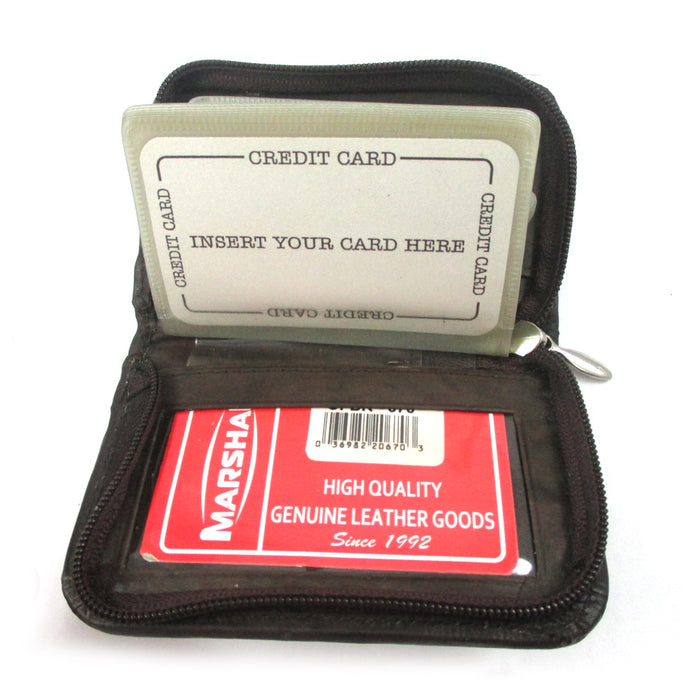 CREDIT CARD
CREDIT CARD
INSERT YOUR CARD HERE
CREDIT CARD
CREDIT CARD
0 36982 20670 3
MARSHA
HIGH QUALITY
GENUINE LEATHER GOODS
Since 1992